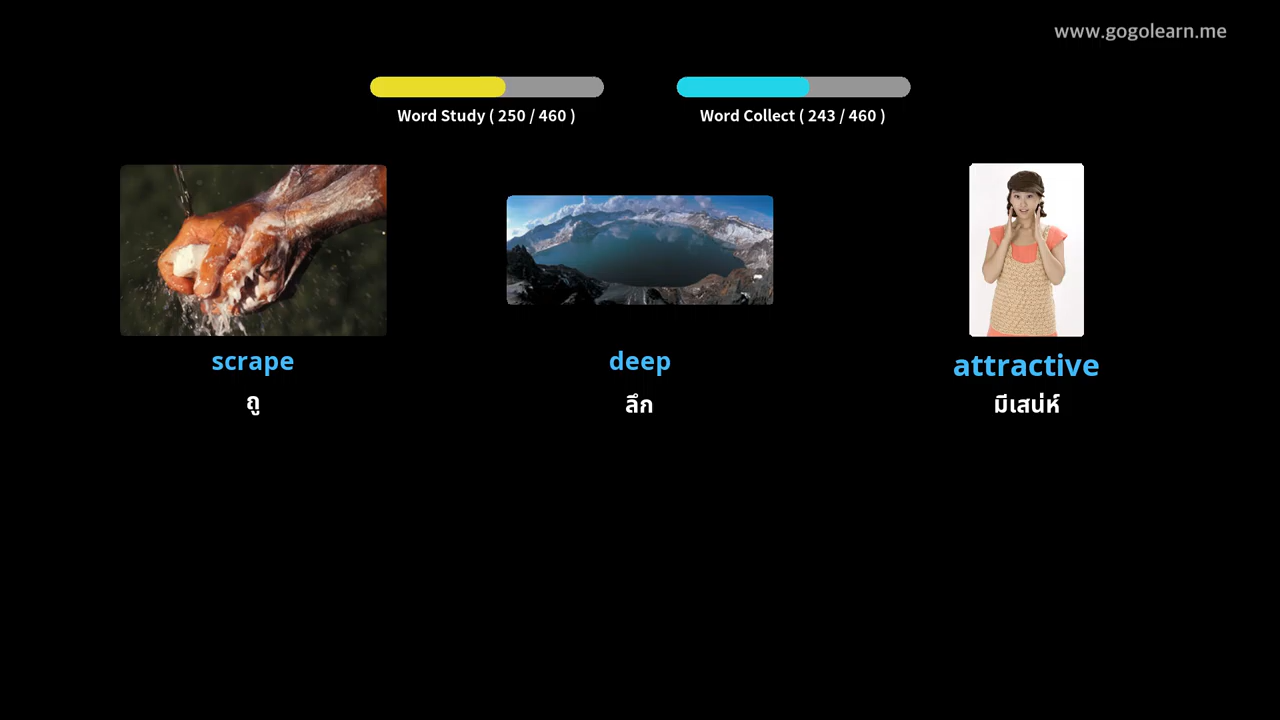 www.gogolearn.me
Word Study ( 250 / 460 )
Word Collect ( 243 / 460 )
scrape
deep
attractive
ถู
ลึก
มีเสน่ห์